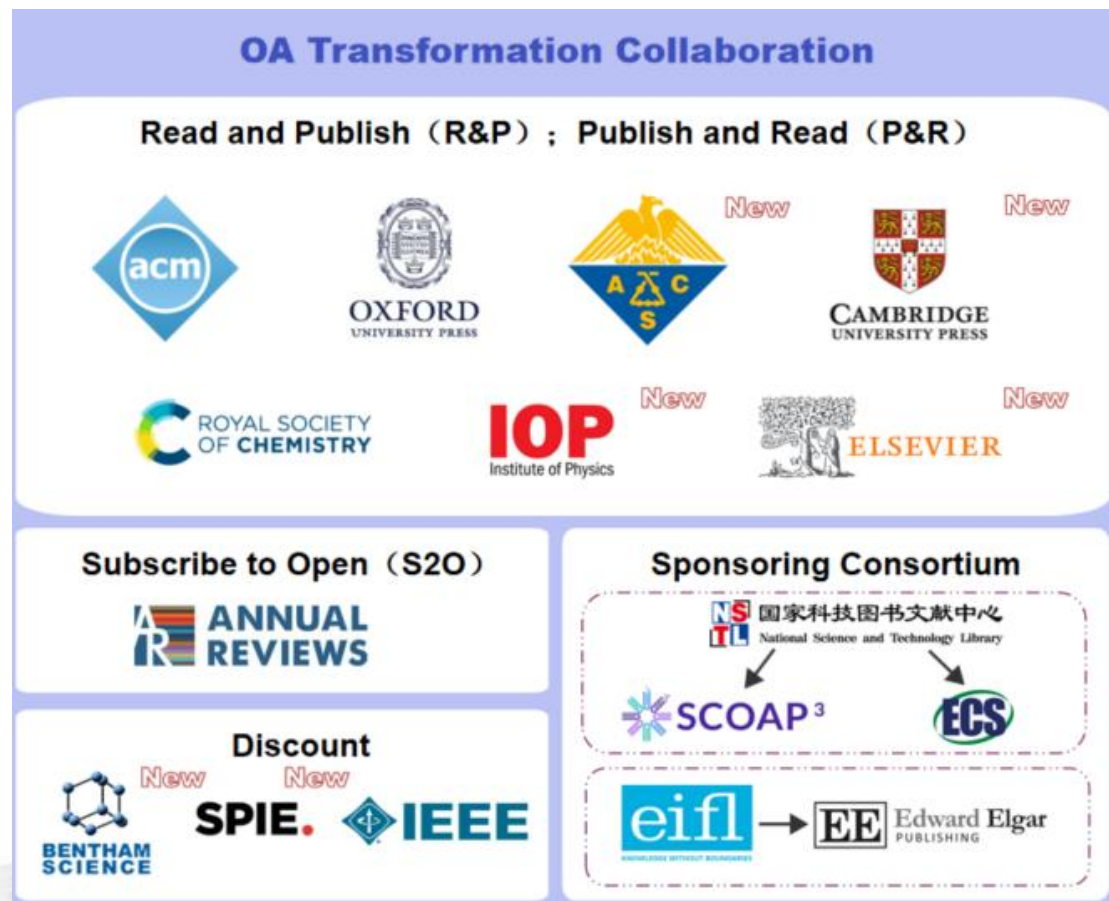 OA Transformation Collaboration
Read and Publish（R&P）；Publish and Read（P&R）
acm
OXFORD
UNIVERSITY PRESS
A C
S
New
CAMBRIDGE
UNIVERSITY PRESS
New
ROYAL SOCIETY
OF CHEMISTRY
IOP
Institute of Physics
New
ELSEVIER
New
Subscribe to Open（S2O）
AR
ANNUAL
REVIEWS
Discount
BENTHAM
SCIENCE
New
SPIE.
New
IEEE
Sponsoring Consortium
NS
TL
国家科技图书文献中心
National Science and Technology Library
SCOAP3
ECS
eifl
KNOWLEDGE WITHOUT BOUNDARIES
EE
Edward Elgar
PUBLISHING